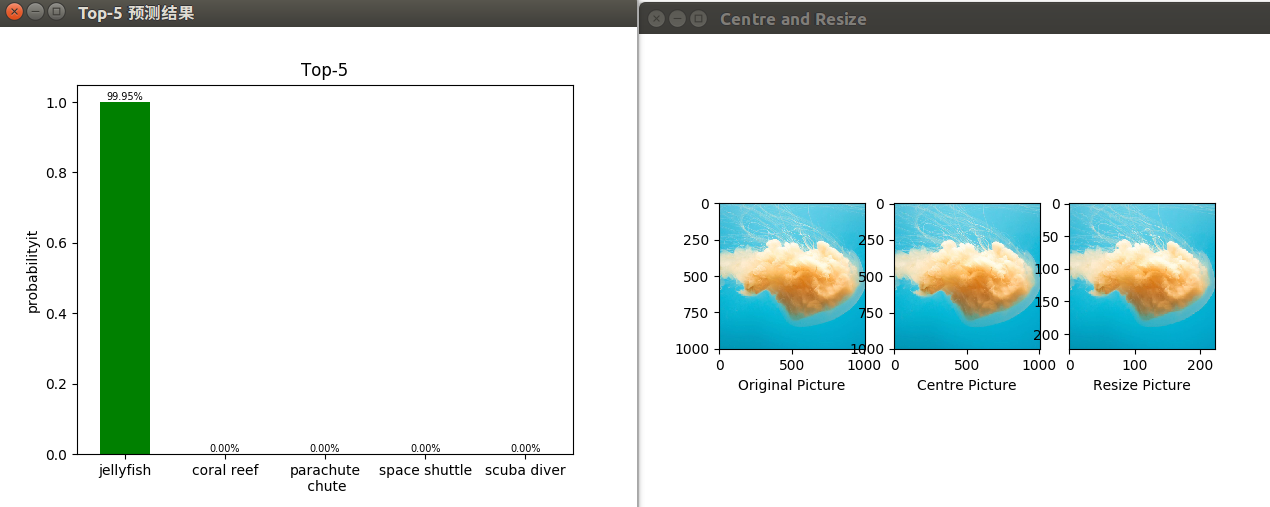 Top-5 预测结果
Top-5
1.0
0.8
0.6
0.4
0.2
0.0
probabilityit
99.95%
0.00%
0.00%
0.00%
0.00%
jellyfish
coral reef
parachute
chute
space shuttle
scuba diver
Centre and Resize
0
250
500
750
1000
0
500
1000
Original Picture
0
250
500
750
1000
0
500
1000
Centre Picture
0
50
100
150
200
0
100
200
Resize Picture